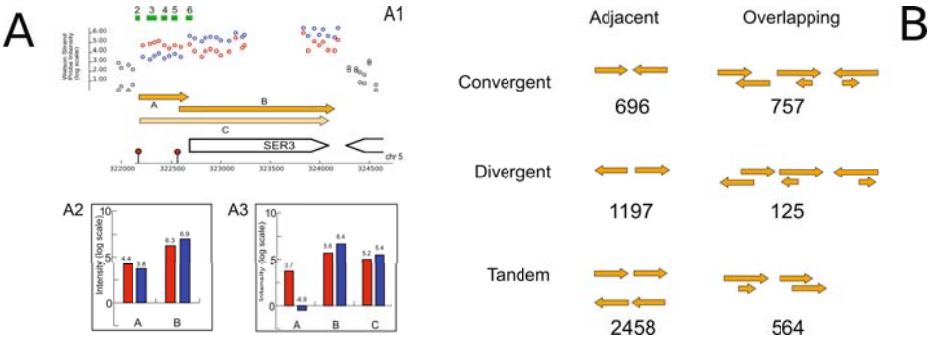 A
A1
2 3 4 5 6
Watson Strand
Probe Intensity
(log scale)
6.00
5.00
4.00
3.00
2.00
1.00
A
B
C
SER3
chr 5
322000 322500 323000 323500 324000 324500
A2
Intensity (log scale)
10
5
0
4.4 3.8 6.3 6.9
A B
A3
Intensity (log scale)
10
5
0
3.7 5.6 6.4 5.2 5.4
A B C
B
Adjacent Overlapping
Convergent
696 757
Divergent
1197 125
Tandem
2458 564